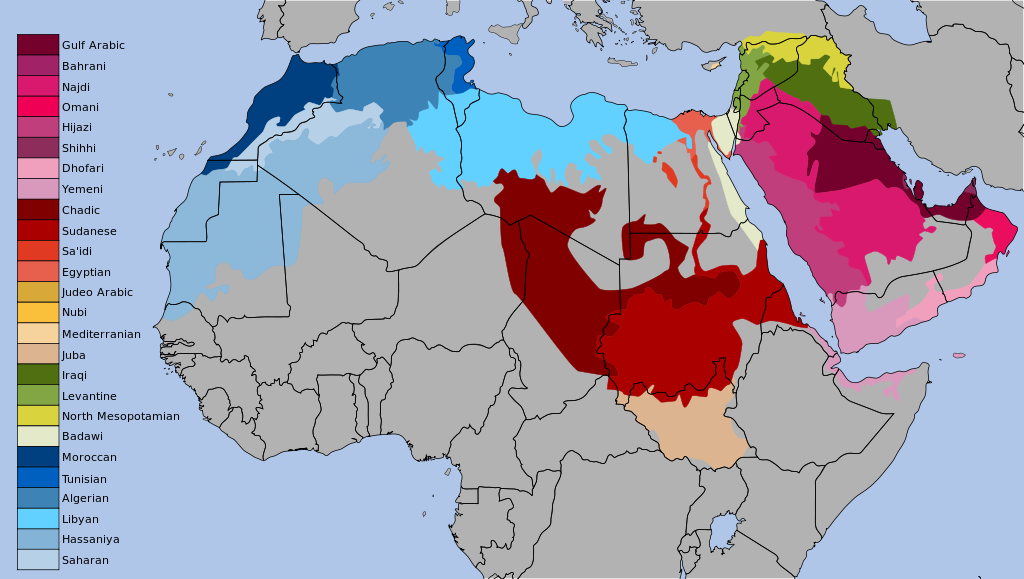 Gulf Arabic
Bahrani
Najdi
Omani
Hijazi
Shihhi
Dhofari
Yemeni
Chadic
Sudanese
Sa'idi
Egyptian
Judeo Arabic
Nubi
Mediterranian
Juba
Iraqi
Levantine
North Mesopotamian
Badawi
Moroccan
Tunisian
Algerian
Libyan
Hassaniya
Saharan